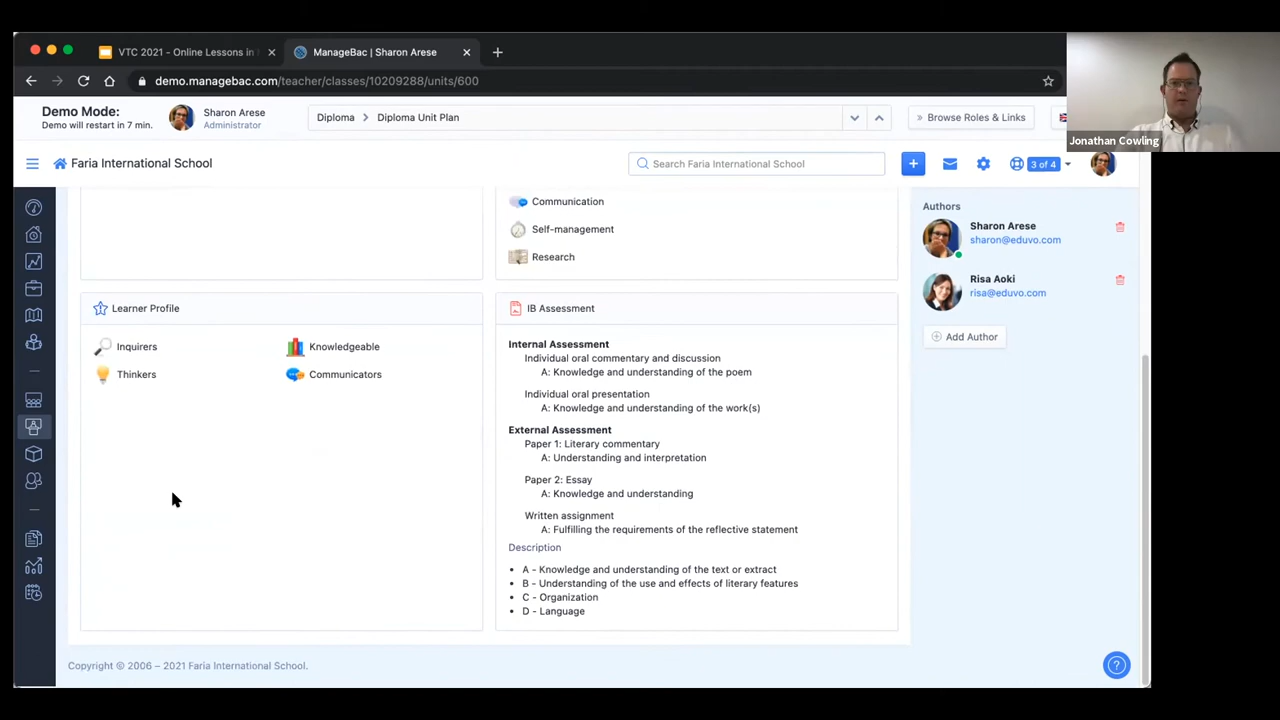 VTC 2021 - Online Lessons in
ManageBac | Sharon Arese
demo.managebac.com/teacher/classes/10209288/units/600
Demo Mode:
Demo will restart in 7 min.
Sharon Arese
Administrator
Diploma > Diploma Unit Plan
» Browse Roles & Links
Jonathan Cowling
Faria International School
Search Faria International School
3 of 4
Communication
Self-management
Research
Learner Profile
Inquirers
Knowledgeable
Thinkers
Communicators
IB Assessment
Internal Assessment
Individual oral commentary and discussion
A: Knowledge and understanding of the poem
Individual oral presentation
A: Knowledge and understanding of the work(s)
External Assessment
Paper 1: Literary commentary
A: Understanding and interpretation
Paper 2: Essay
A: Knowledge and understanding
Written assignment
A: Fulfilling the requirements of the reflective statement
Description
• A - Knowledge and understanding of the text or extract
• B - Understanding of the use and effects of literary features
• C - Organization
• D - Language
Authors
Sharon Arese
sharon@eduvo.com
Risa Aoki
risa@eduvo.com
Add Author
Copyright © 2006 – 2021 Faria International School.